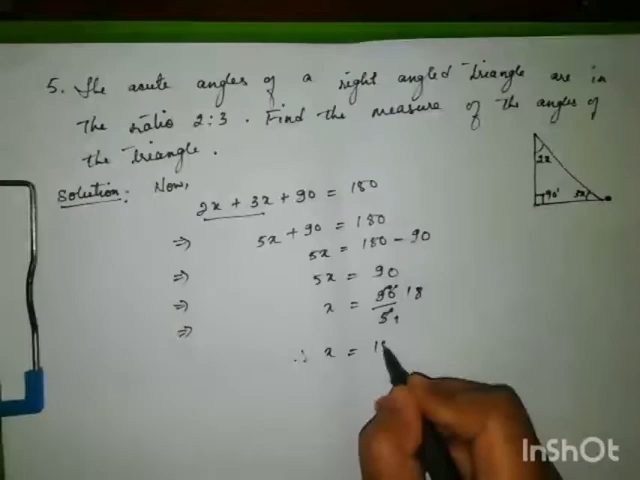 5. The acute angles of a right angled triangle are in
the ratio 2:3. Find the measure of the angles of
the triangle.
Solution: Now,
2x + 3x + 90 = 180
⇒ 5x + 90 = 180
5x = 180 - 90
⇒ 5x = 90
⇒ x = 90/5 18
⇒
∴ x = 18
2x
90°
3x
InShOt